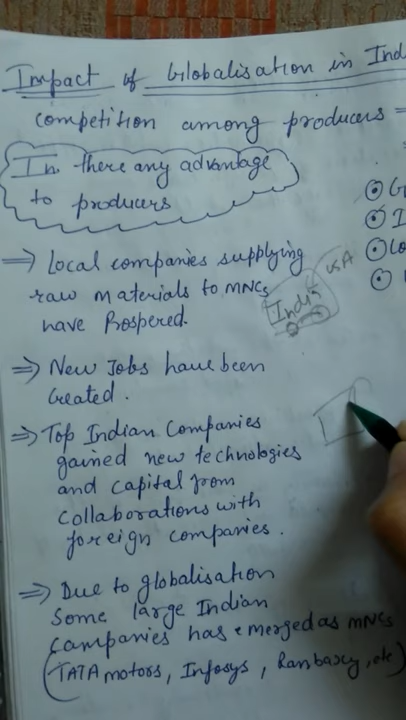 Impact of Globalisation in Ind
competition among producers =
In there any advantage
to producers
⇒ Local companies supplying
raw materials to MNCs
have Prospered.
India
USA
⇒ New Jobs have been
Created.
⇒ Top Indian Companies
gained new technologies
and capital from
collaborations with
foreign companies.
⇒ Due to globalisation
Some large Indian
Companies has emerged as MNCs
(TATA motors, Infosys, Ranbaxy, etc)
G
I
Co